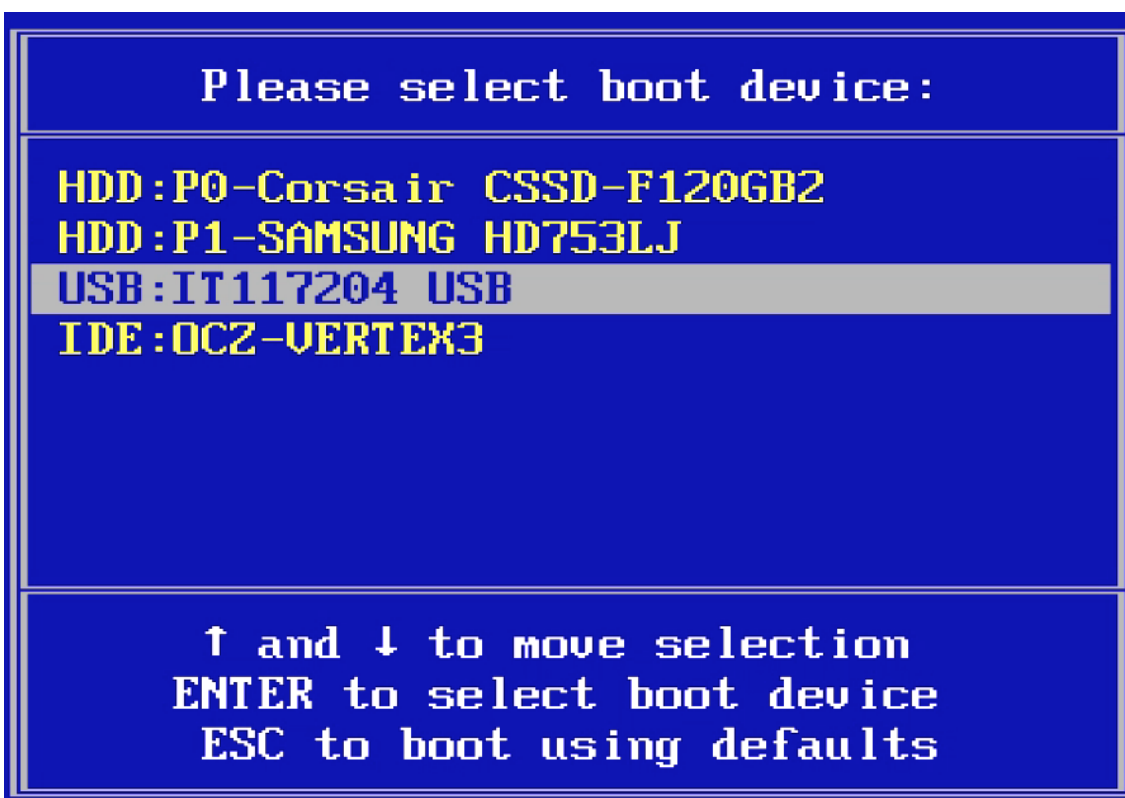 Please select boot device:
HDD:P0-Corsair CSSD-F120GB2
HDD:P1-SAMSUNG HD753LJ
USB:IT117204 USB
IDE:OCZ-VERTEX3
↑ and ↓ to move selection
ENTER to select boot device
ESC to boot using defaults